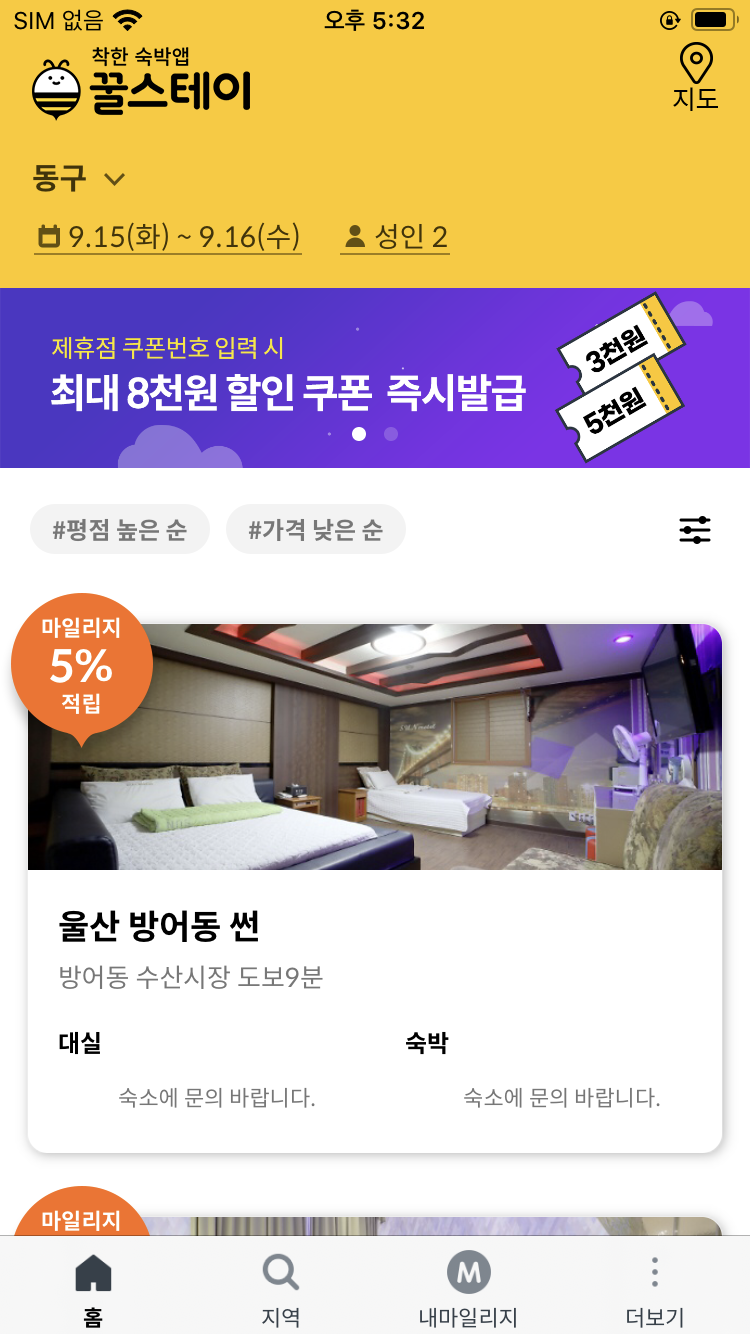 SIM 없음
오후 5:32
착한 숙박앱
꿀스테이
지도
동구
9.15(화) ~ 9.16(수)
성인 2
제휴점 쿠폰번호 입력 시
최대 8천원 할인 쿠폰 즉시발급
3천원
5천원
#평점 높은 순
#가격 낮은 순
마일리지
5%
적립
울산 방어동 썬
방어동 수산시장 도보9분
대실
숙박
숙소에 문의 바랍니다.
숙소에 문의 바랍니다.
마일리지
홈
지역
M
내마일리지
더보기